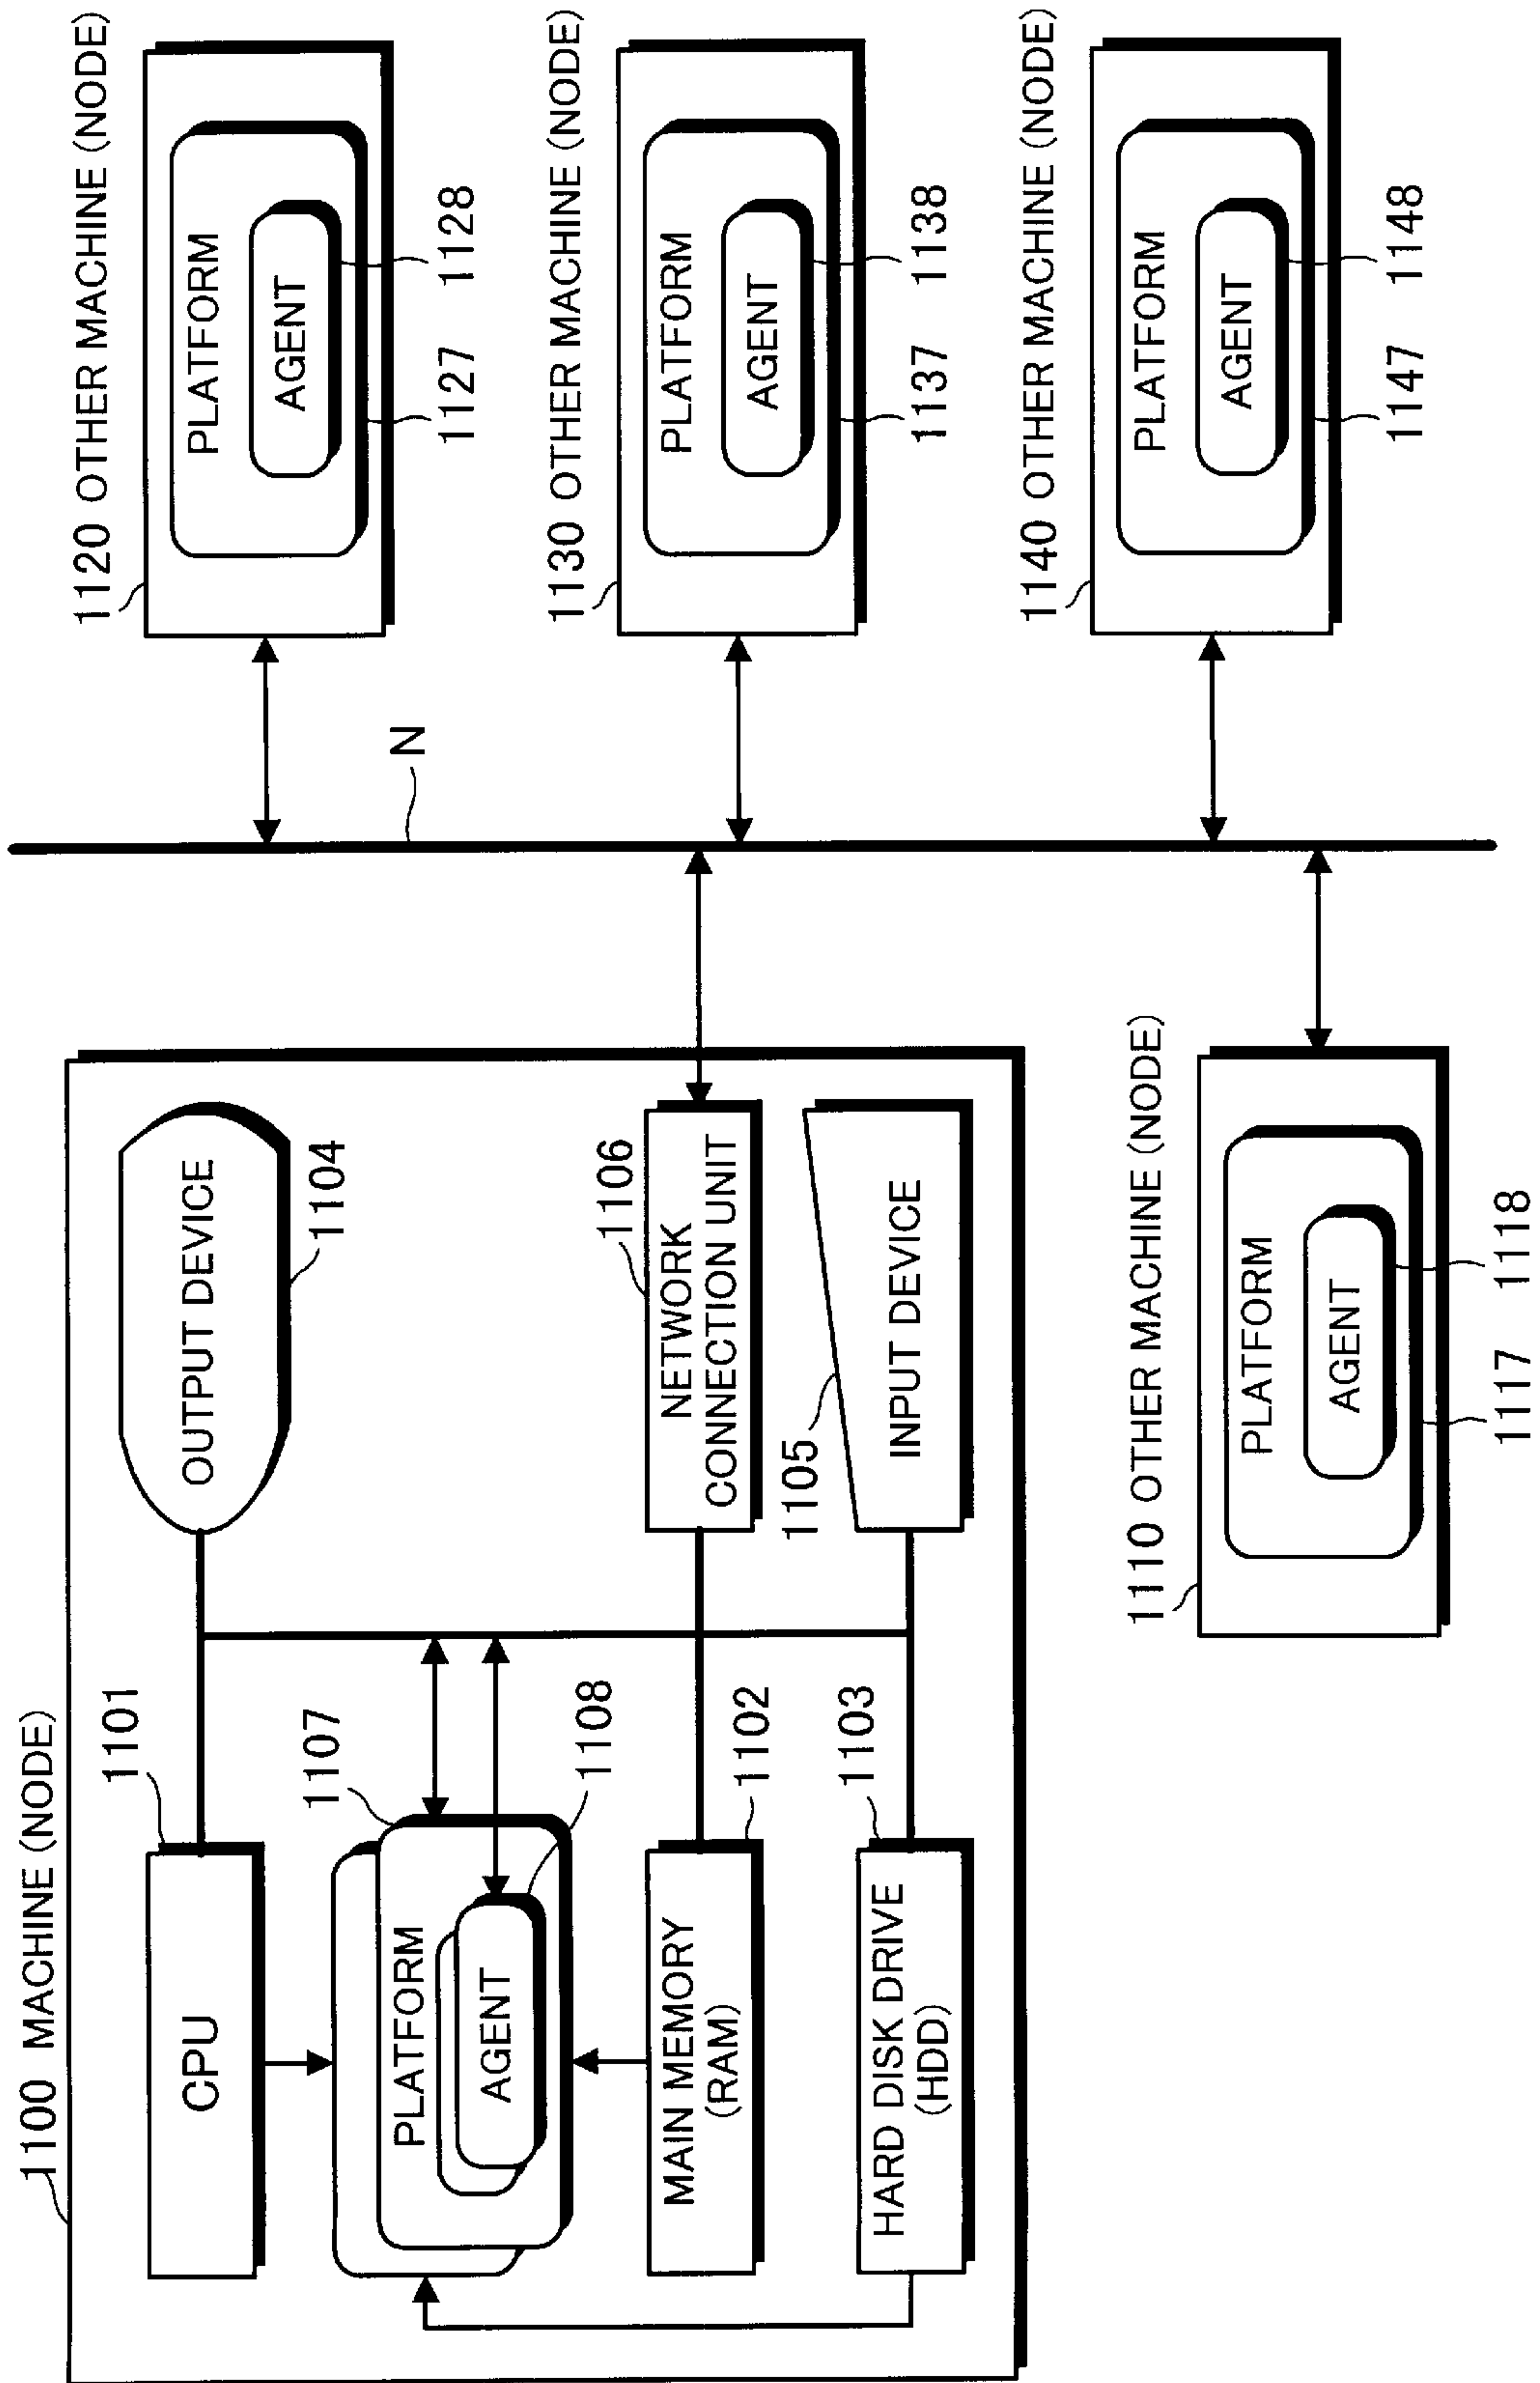 1100 MACHINE (NODE)
1101
CPU
OUTPUT DEVICE
1104
1107
PLATFORM
AGENT
1108
1106
NETWORK
CONNECTION UNIT
MAIN MEMORY
(RAM)
1102
1105
INPUT DEVICE
HARD DISK DRIVE
(HDD)
1103
N
1110 OTHER MACHINE (NODE)
PLATFORM
AGENT
1117 1118
1120 OTHER MACHINE (NODE)
PLATFORM
AGENT
1127 1128
1130 OTHER MACHINE (NODE)
PLATFORM
AGENT
1137 1138
1140 OTHER MACHINE (NODE)
PLATFORM
AGENT
1147 1148